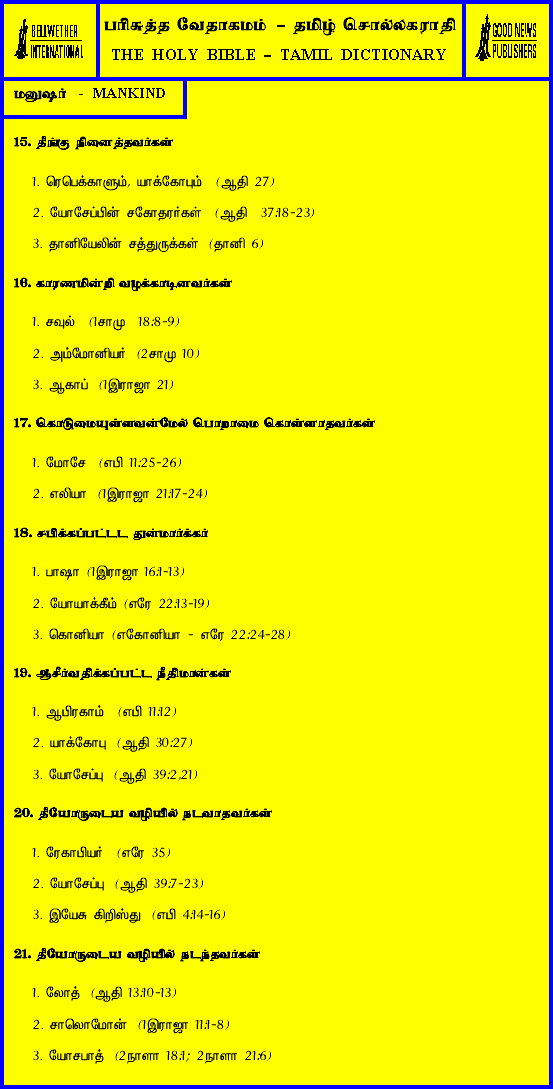 BELLWETHER
INTERNATIONAL
பரிசுத்த வேதாகமம் – தமிழ் சொல்லகராதி
THE HOLY BIBLE – TAMIL DICTIONARY
GOOD NEWS
PUBLISHERS
மனுஷர் - MANKIND
15. தீங்கு நினைத்தவர்கள்
1. ரெபெக்காளும், யாக்கோபும் (ஆதி 27)
2. யோசேப்பின் சகோதரர்கள் (ஆதி 37:18-23)
3. தானியேலின் சத்துருக்கள் (தானி 6)
16. காரணமின்றி வழக்காடினவர்கள்
1. சவுல் (1சாமு 18:8-9)
2. அம்மோனியர் (2சாமு 10)
3. ஆகாப் (1இராஜா 21)
17. கொடுமையுள்ளவன்மேல் பொறாமை கொள்ளாதவர்கள்
1. மோசே (எபி 11:25-26)
2. எலியா (1இராஜா 21:17-24)
18. சபிக்கப்பட்ட துன்மார்க்கர்
1. பாஷா (1இராஜா 16:1-13)
2. யோயாக்கீம் (எரே 22:13-19)
3. கொனியா (எகோனியா - எரே 22:24-28)
19. ஆசீர்வதிக்கப்பட்ட நீதிமான்கள்
1. ஆபிரகாம் (எபி 11:12)
2. யாக்கோபு (ஆதி 30:27)
3. யோசேப்பு (ஆதி 39:2,21)
20. தீயோருடைய வழியில் நடவாதவர்கள்
1. ரேகாபியர் (எரே 35)
2. யோசேப்பு (ஆதி 39:7-23)
3. இயேசு கிறிஸ்து (எபி 4:14-16)
21. தீயோருடைய வழியில் நடந்தவர்கள்
1. லோத் (ஆதி 13:10-13)
2. சாலொமோன் (1இராஜா 11:1-8)
3. யோசபாத் (2நாளா 18:1; 2நாளா 21:6)